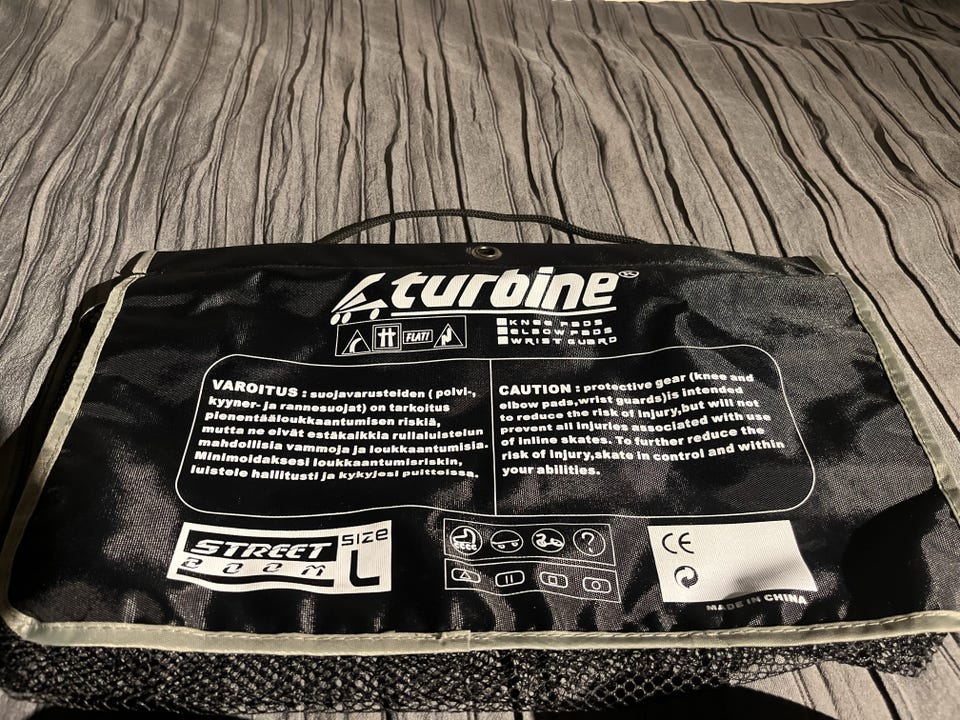 turbine®
FLAT!
KNEE PADS
ELBOW PADS
WRIST GUARD
VAROITUS : suojavarusteiden ( polvi-,
kyyner- ja rannesuojat) on tarkoitus
pienentääloukkaantumisen riskiä,
mutta ne eivät estäkaikkia rullaluistelun
mahdollisia vammoja ja loukkaantumisia.
Minimoidaksesi loukkaantumisriskin,
luistele hallitusti ja kykyjesi puitteissa.
CAUTION : protective gear (knee and
elbow pads,wrist guards)is intended
to reduce the risk of injury,but will not
prevent all injuries associated with use
of inline skates. To further reduce the
risk of injury,skate in control and within
your abilities.
STREET
ZOOM
SIZE
L
?
CE
MADE IN CHINA